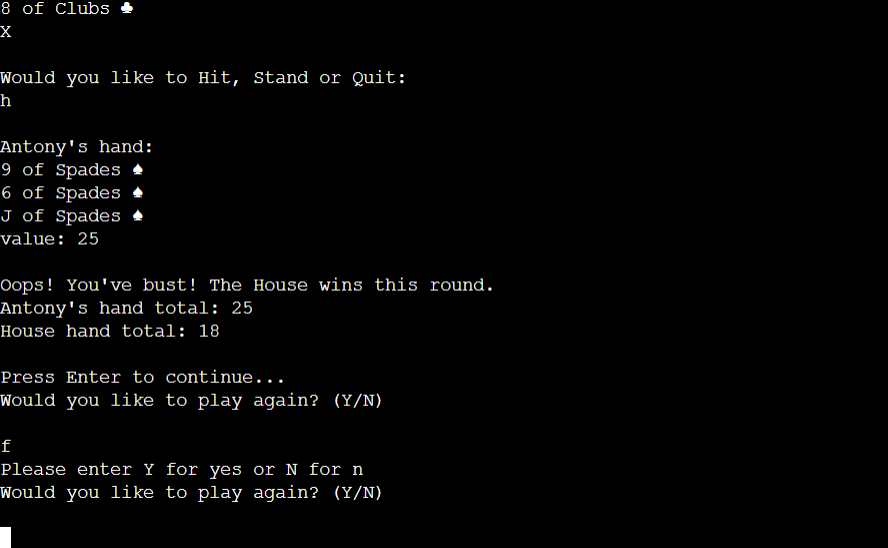 8 of Clubs ♣
X
Would you like to Hit, Stand or Quit:
h
Antony's hand:
9 of Spades ♠
6 of Spades ♠
J of Spades ♠
value: 25
Oops! You've bust! The House wins this round.
Antony's hand total: 25
House hand total: 18
Press Enter to continue...
Would you like to play again? (Y/N)
f
Please enter Y for yes or N for n
Would you like to play again? (Y/N)